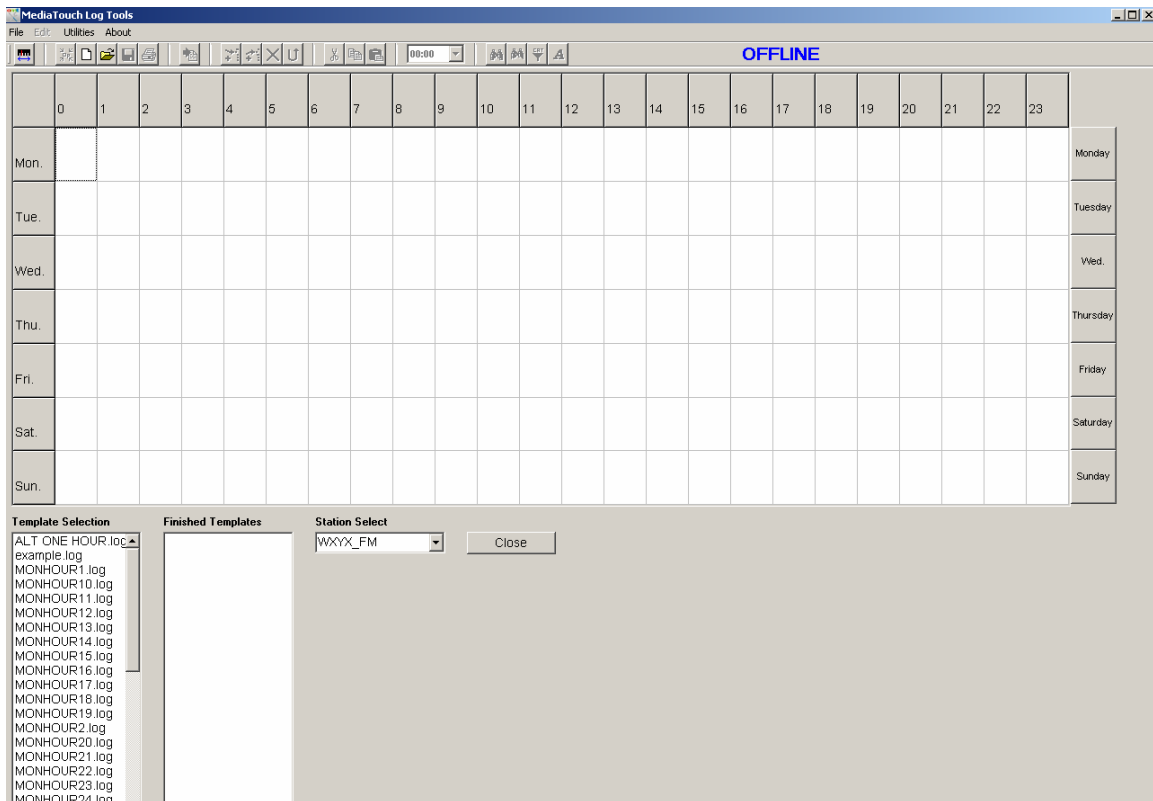 MediaTouch Log Tools
File Edit Utilities About
00:00
OFFLINE
0 1 2 3 4 5 6 7 8 9 10 11 12 13 14 15 16 17 18 19 20 21 22 23
Mon. Monday
Tue. Tuesday
Wed. Wed.
Thu. Thursday
Fri. Friday
Sat. Saturday
Sun. Sunday
Template Selection Finished Templates Station Select
ALT ONE HOUR.log WXYX_FM Close
example.log
MONHOUR1.log
MONHOUR10.log
MONHOUR11.log
MONHOUR12.log
MONHOUR13.log
MONHOUR14.log
MONHOUR15.log
MONHOUR16.log
MONHOUR17.log
MONHOUR18.log
MONHOUR19.log
MONHOUR2.log
MONHOUR20.log
MONHOUR21.log
MONHOUR22.log
MONHOUR23.log
MONHOUR24.log